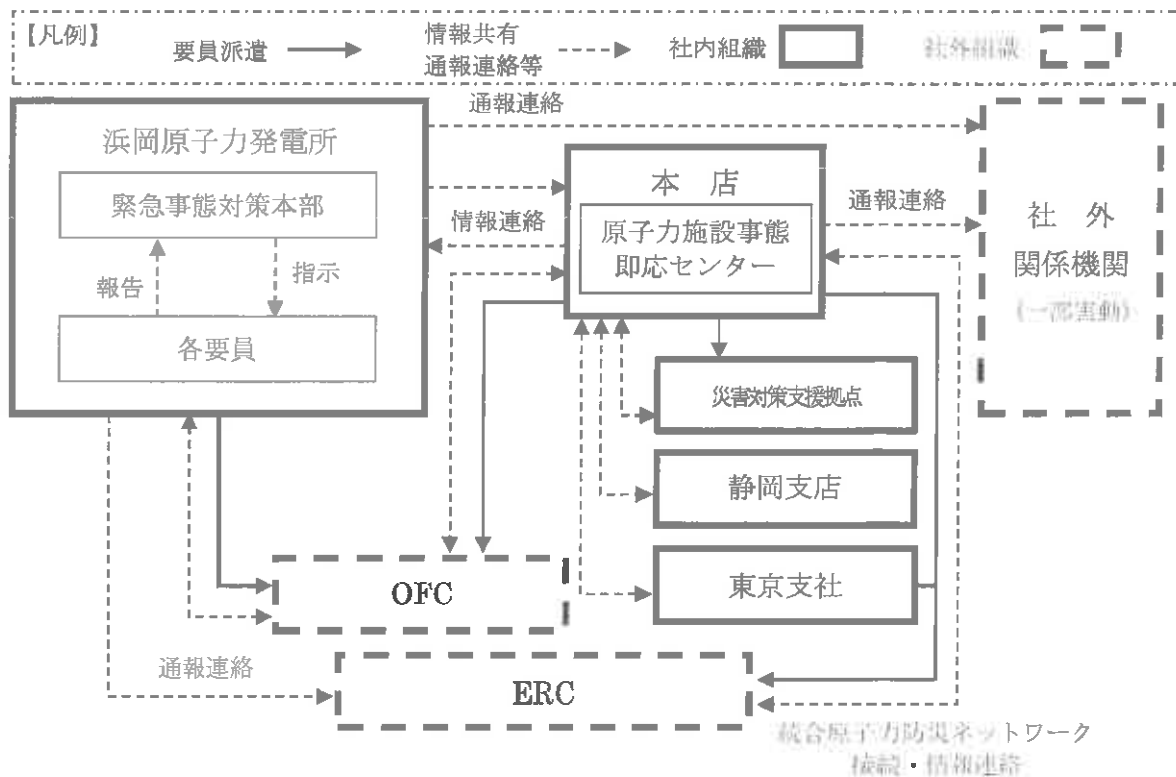 【凡例】
要員派遣
情報共有
通報連絡等
社内組織
社外組織
通報連絡
浜岡原子力発電所
緊急事態対策本部
報告
指示
各要員
情報連絡
本 店
原子力施設事態
即応センター
通報連絡
社 外
関係機関
(一部実動)
災害対策支援拠点
静岡支店
東京支社
OFC
通報連絡
ERC
統合原子力防災ネットワーク
接続・情報連絡